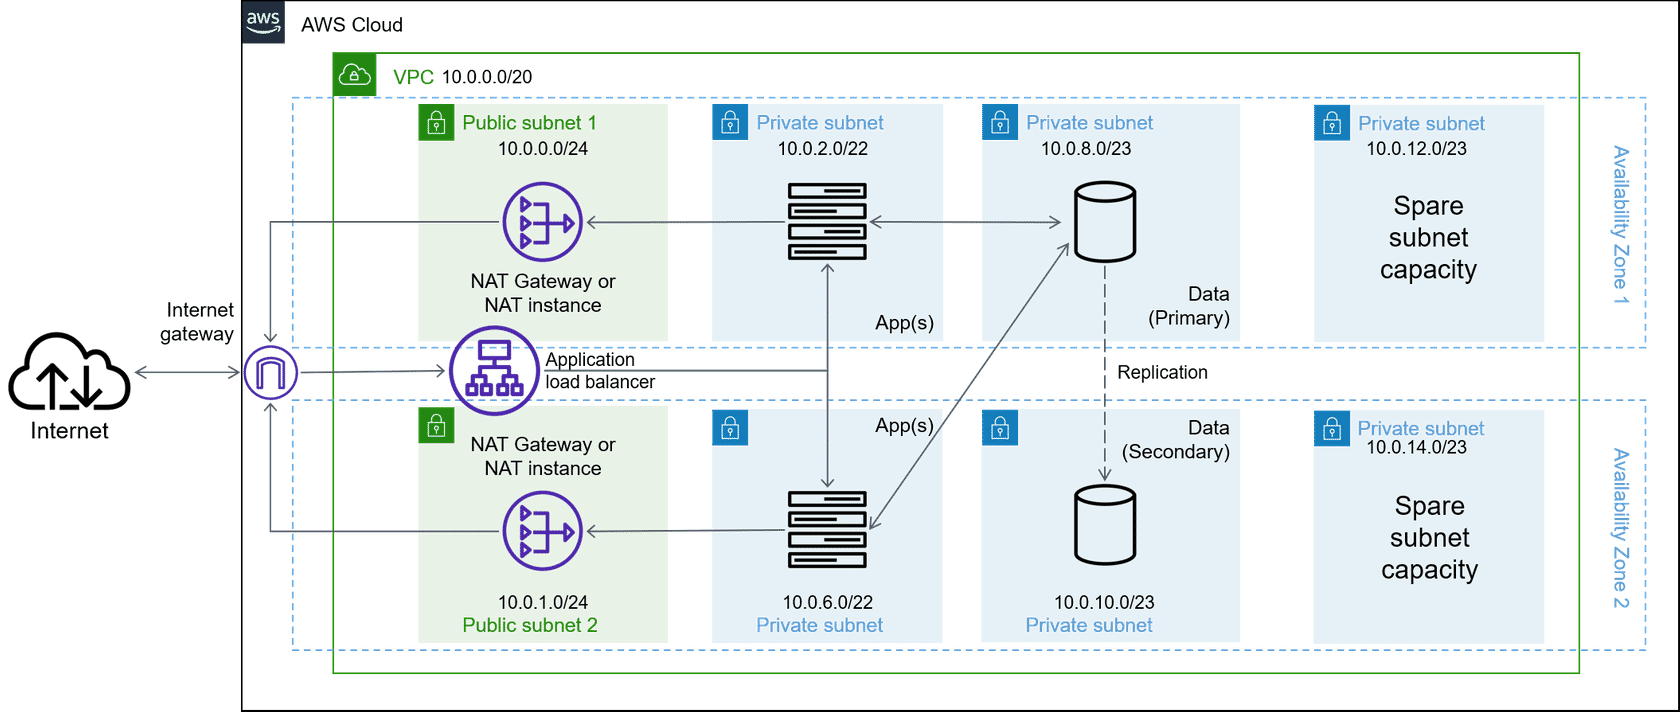 aws
AWS Cloud
VPC 10.0.0.0/20
Public subnet 1
10.0.0.0/24
Private subnet
10.0.2.0/22
Private subnet
10.0.8.0/23
Private subnet
10.0.12.0/23
Spare
subnet
capacity
Availability Zone 1
NAT Gateway or
NAT instance
App(s)
Data
(Primary)
Internet
gateway
Application
load balancer
Replication
Internet
NAT Gateway or
NAT instance
App(s)
Data
(Secondary)
Private subnet
10.0.14.0/23
Spare
subnet
capacity
Availability Zone 2
10.0.1.0/24
Public subnet 2
10.0.6.0/22
Private subnet
10.0.10.0/23
Private subnet